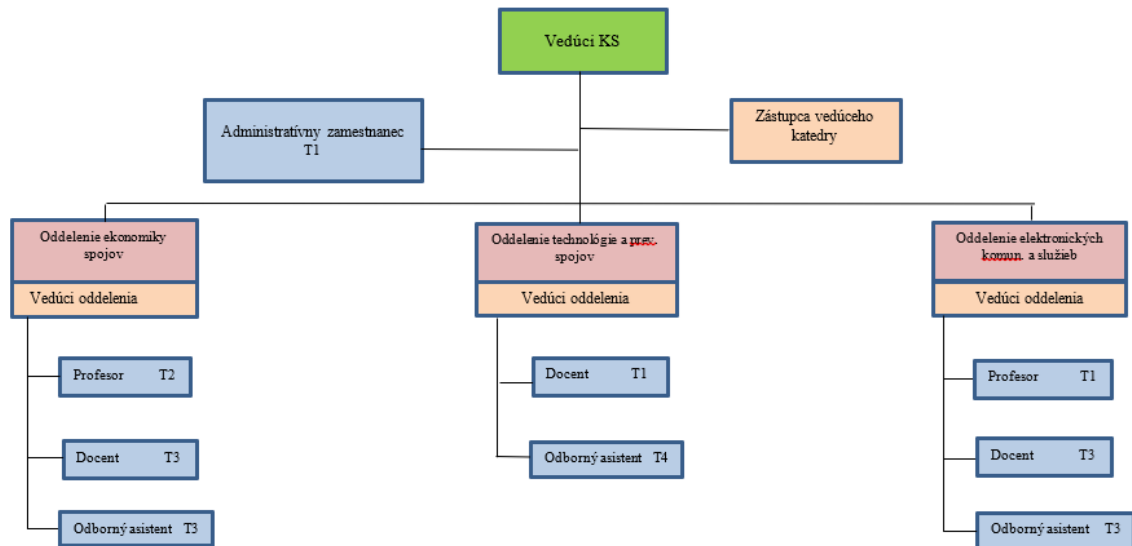 Vedúci KS
Administratívny zamestnanec
T1
Zástupca vedúceho
katedry
Oddelenie ekonomiky
spojov
Vedúci oddelenia
Profesor T2
Docent T3
Odborný asistent T3
Oddelenie technológie a prev.
spojov
Vedúci oddelenia
Docent T1
Odborný asistent T4
Oddelenie elektronických
komun. a služieb
Vedúci oddelenia
Profesor T1
Docent T3
Odborný asistent T3